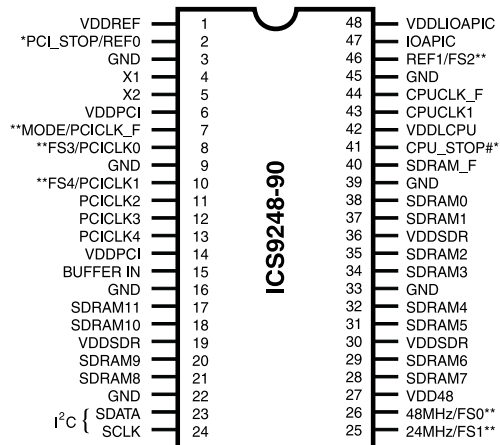 VDDREF 1 48 VDDLIOAPIC
*PCI_STOP/REF0 2 47 IOAPIC
GND 3 46 REF1/FS2**
X1 4 45 GND
X2 5 44 CPUCLK_F
VDDPCI 6 43 CPUCLK1
**MODE/PCICLK_F 7 42 VDDLCPU
**FS3/PCICLK0 8 41 CPU_STOP#*
GND 9 40 SDRAM_F
**FS4/PCICLK1 10 39 GND
PCICLK2 11 38 SDRAM0
PCICLK3 12 37 SDRAM1
PCICLK4 13 36 VDDSDR
VDDPCI 14 35 SDRAM2
BUFFER IN 15 34 SDRAM3
GND 16 33 GND
SDRAM11 17 32 SDRAM4
SDRAM10 18 31 SDRAM5
VDDSDR 19 30 VDDSDR
SDRAM9 20 29 SDRAM6
SDRAM8 21 28 SDRAM7
GND 22 27 VDD48
I²C { SDATA 23 26 48MHz/FS0**
SCLK 24 25 24MHz/FS1**
ICS9248-90